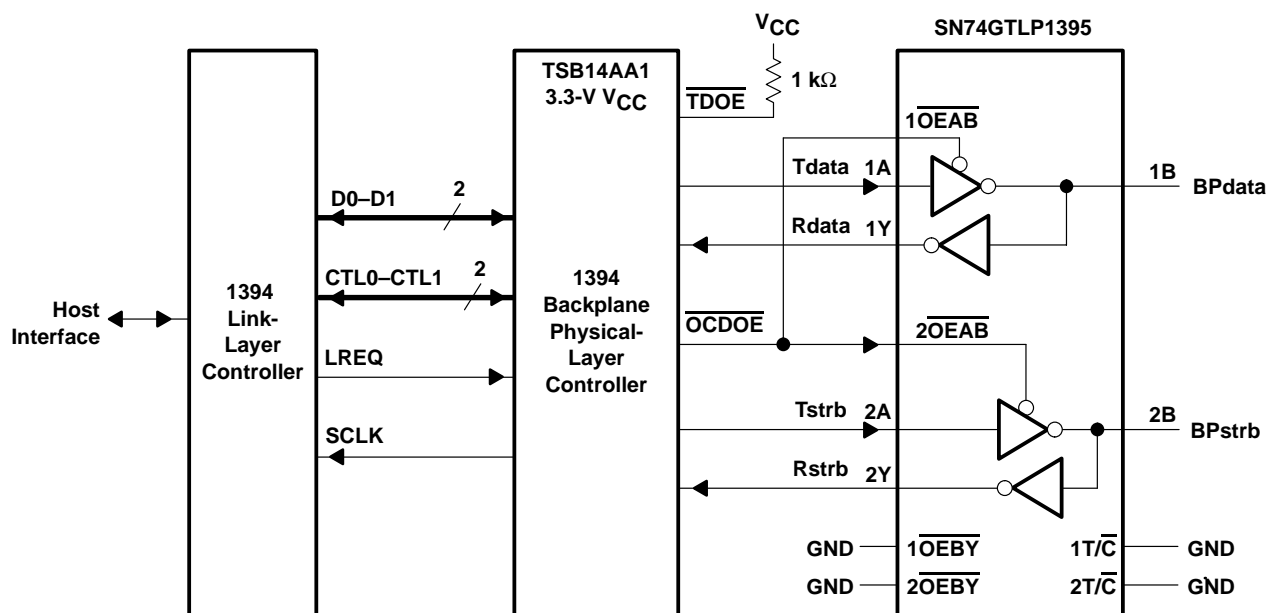 VCC
SN74GTLP1395
TSB14AA1
3.3-V VCC
TDOE
1 kΩ
1OEAB
Tdata 1A
1B
BPdata
D0–D1
2
Rdata 1Y
CTL0–CTL1
2
Host
Interface
1394
Link-
Layer
Controller
1394
Backplane
Physical-
Layer
Controller
OCDOE
2OEAB
LREQ
Tstrb 2A
2B
BPstrb
SCLK
Rstrb 2Y
GND
1OEBY
1T/C
GND
GND
2OEBY
2T/C
GND